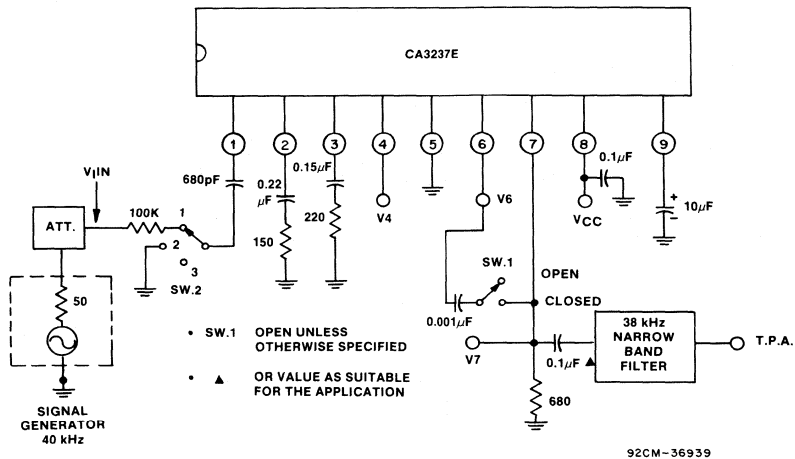 CA3237E
1 2 3 4 5 6 7 8 9
680pF
0.22
µF
0.15µF
0.1µF
VIIN
100K
1
2
3
SW.2
ATT.
150
220
V4
V6
VCC
+
10µF
−
SW.1
OPEN
CLOSED
0.001µF
50
V7
0.1µF ▲
38 kHz
NARROW
BAND
FILTER
T.P.A.
680
• SW.1 OPEN UNLESS
OTHERWISE SPECIFIED
• ▲ OR VALUE AS SUITABLE
FOR THE APPLICATION
SIGNAL
GENERATOR
40 kHz
92CM-36939